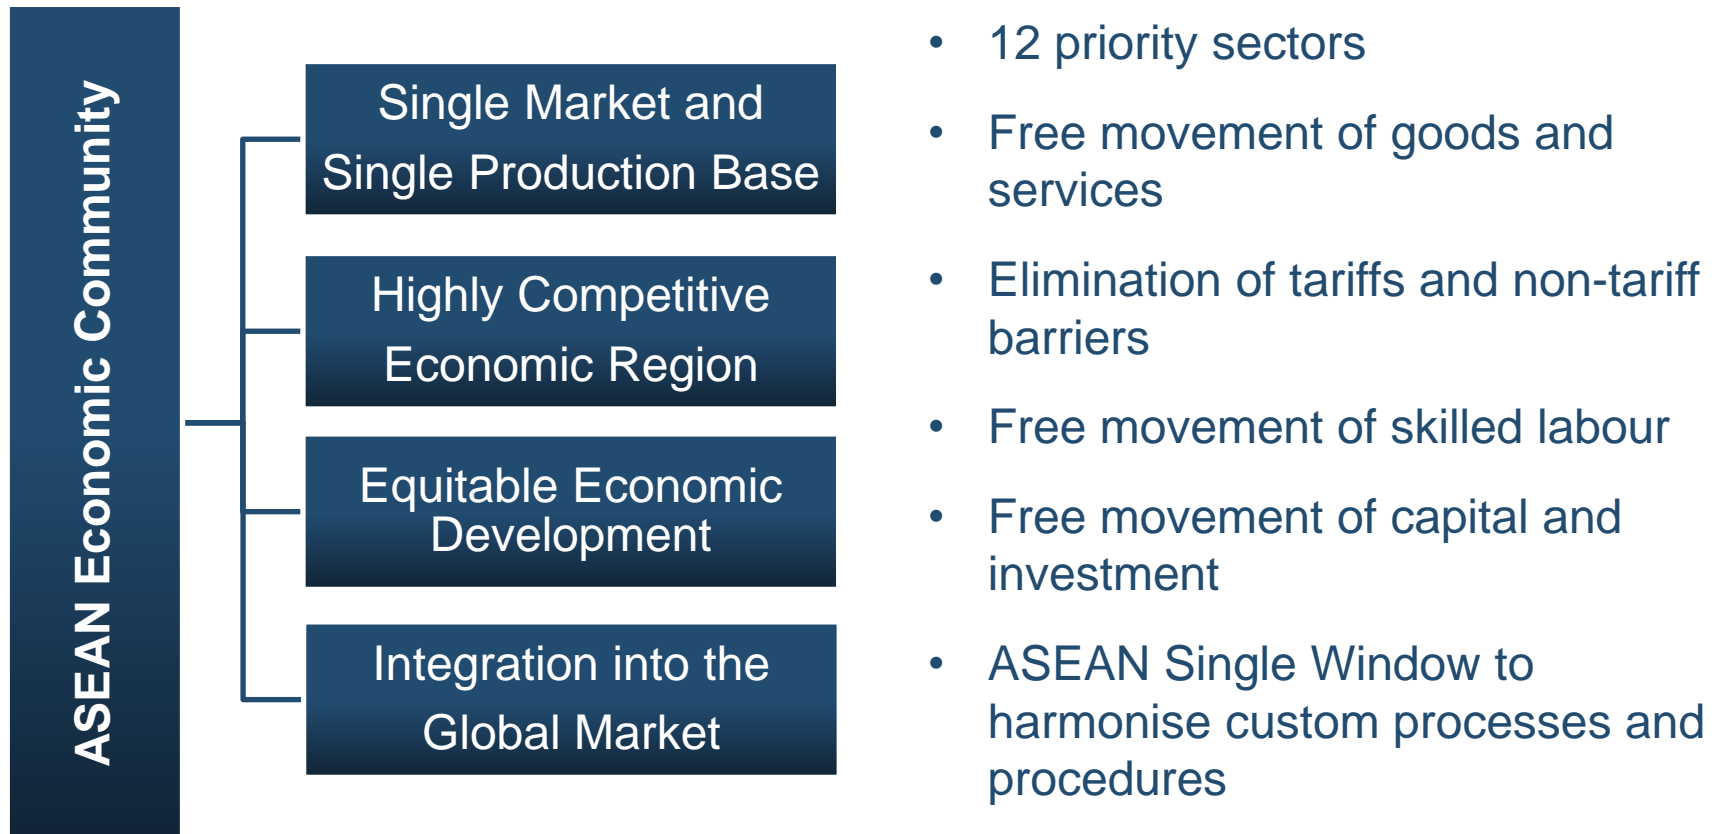 ASEAN Economic Community
Single Market and
Single Production Base
Highly Competitive
Economic Region
Equitable Economic
Development
Integration into the
Global Market
• 12 priority sectors
• Free movement of goods and
services
• Elimination of tariffs and non-tariff
barriers
• Free movement of skilled labour
• Free movement of capital and
investment
• ASEAN Single Window to
harmonise custom processes and
procedures